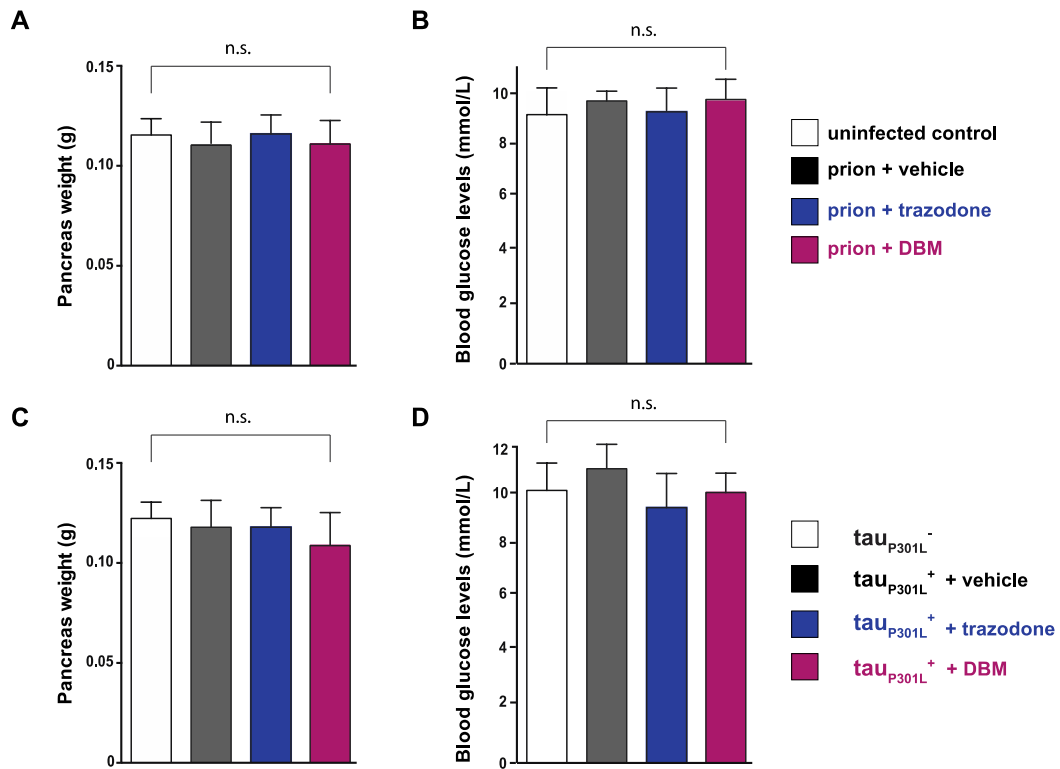 A
n.s.
0.15
0.10
0.05
0
Pancreas weight (g)
B
n.s.
10
8
6
4
2
0
Blood glucose levels (mmol/L)
uninfected control
prion + vehicle
prion + trazodone
prion + DBM
C
n.s.
0.15
0.10
0.05
0
Pancreas weight (g)
D
n.s.
12
10
8
6
4
2
0
Blood glucose levels (mmol/L)
tauP301L-
tauP301L+ + vehicle
tauP301L+ + trazodone
tauP301L+ + DBM